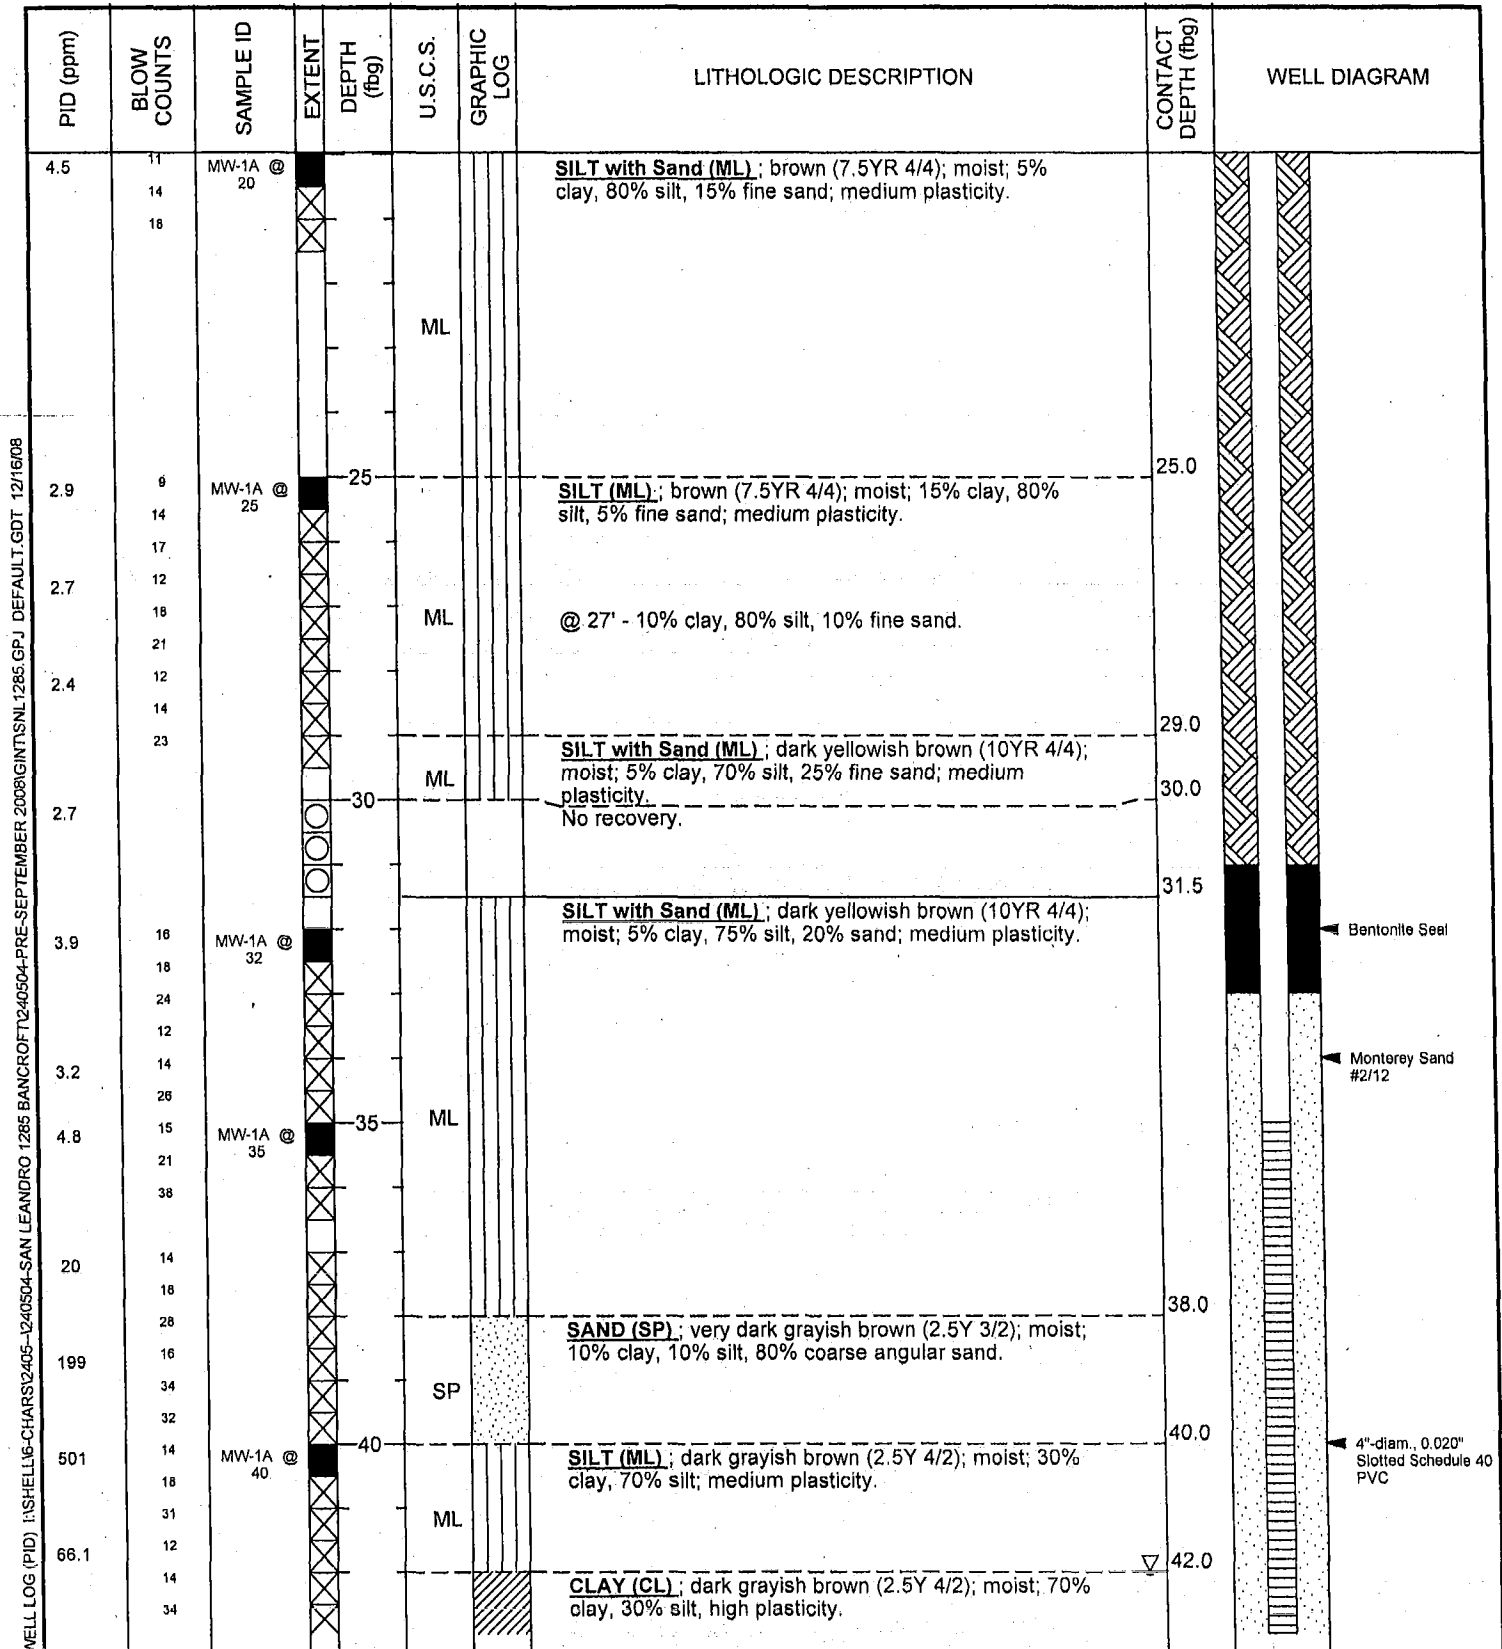 PID (ppm)
BLOW
COUNTS
SAMPLE ID
EXTENT
DEPTH
(fbg)
U.S.C.S.
GRAPHIC
LOG
LITHOLOGIC DESCRIPTION
CONTACT
DEPTH (fbg)
WELL DIAGRAM
4.5
11
MW-1A @
20
SILT with Sand (ML) ; brown (7.5YR 4/4); moist; 5%
clay, 80% silt, 15% fine sand; medium plasticity.
14
18
ML
25.0
2.9
9
MW-1A @
25
25
SILT (ML) ; brown (7.5YR 4/4); moist; 15% clay, 80%
silt, 5% fine sand; medium plasticity.
14
17
2.7
12
18
ML
@ 27' - 10% clay, 80% silt, 10% fine sand.
21
2.4
12
14
29.0
23
SILT with Sand (ML) ; dark yellowish brown (10YR 4/4);
moist; 5% clay, 70% silt, 25% fine sand; medium
plasticity.
ML
30
30.0
2.7
No recovery.
31.5
SILT with Sand (ML) ; dark yellowish brown (10YR 4/4);
moist; 5% clay, 75% silt, 20% sand; medium plasticity.
3.9
16
MW-1A @
32
Bentonite Seal
18
24
12
3.2
14
Monterey Sand
#2/12
26
ML
35
4.8
15
MW-1A @
35
21
38
20
14
18
38.0
28
SAND (SP) ; very dark grayish brown (2.5Y 3/2); moist;
10% clay, 10% silt, 80% coarse angular sand.
199
16
34
SP
32
40
40.0
501
14
MW-1A @
40
SILT (ML) ; dark grayish brown (2.5Y 4/2); moist; 30%
clay, 70% silt; medium plasticity.
4"-diam., 0.020"
Slotted Schedule 40
PVC
18
31
ML
66.1
12
42.0
14
CLAY (CL) ; dark grayish brown (2.5Y 4/2); moist; 70%
clay, 30% silt, high plasticity.
34
WELL LOG (PID) I:\SHELL\6-CHARS\2405--\240504-SAN LEANDRO 1285 BANCROFT\240504-PRE-SEPTEMBER 2008\GINT\SNL1285.GPJ DEFAULT.GDT 12/16/08